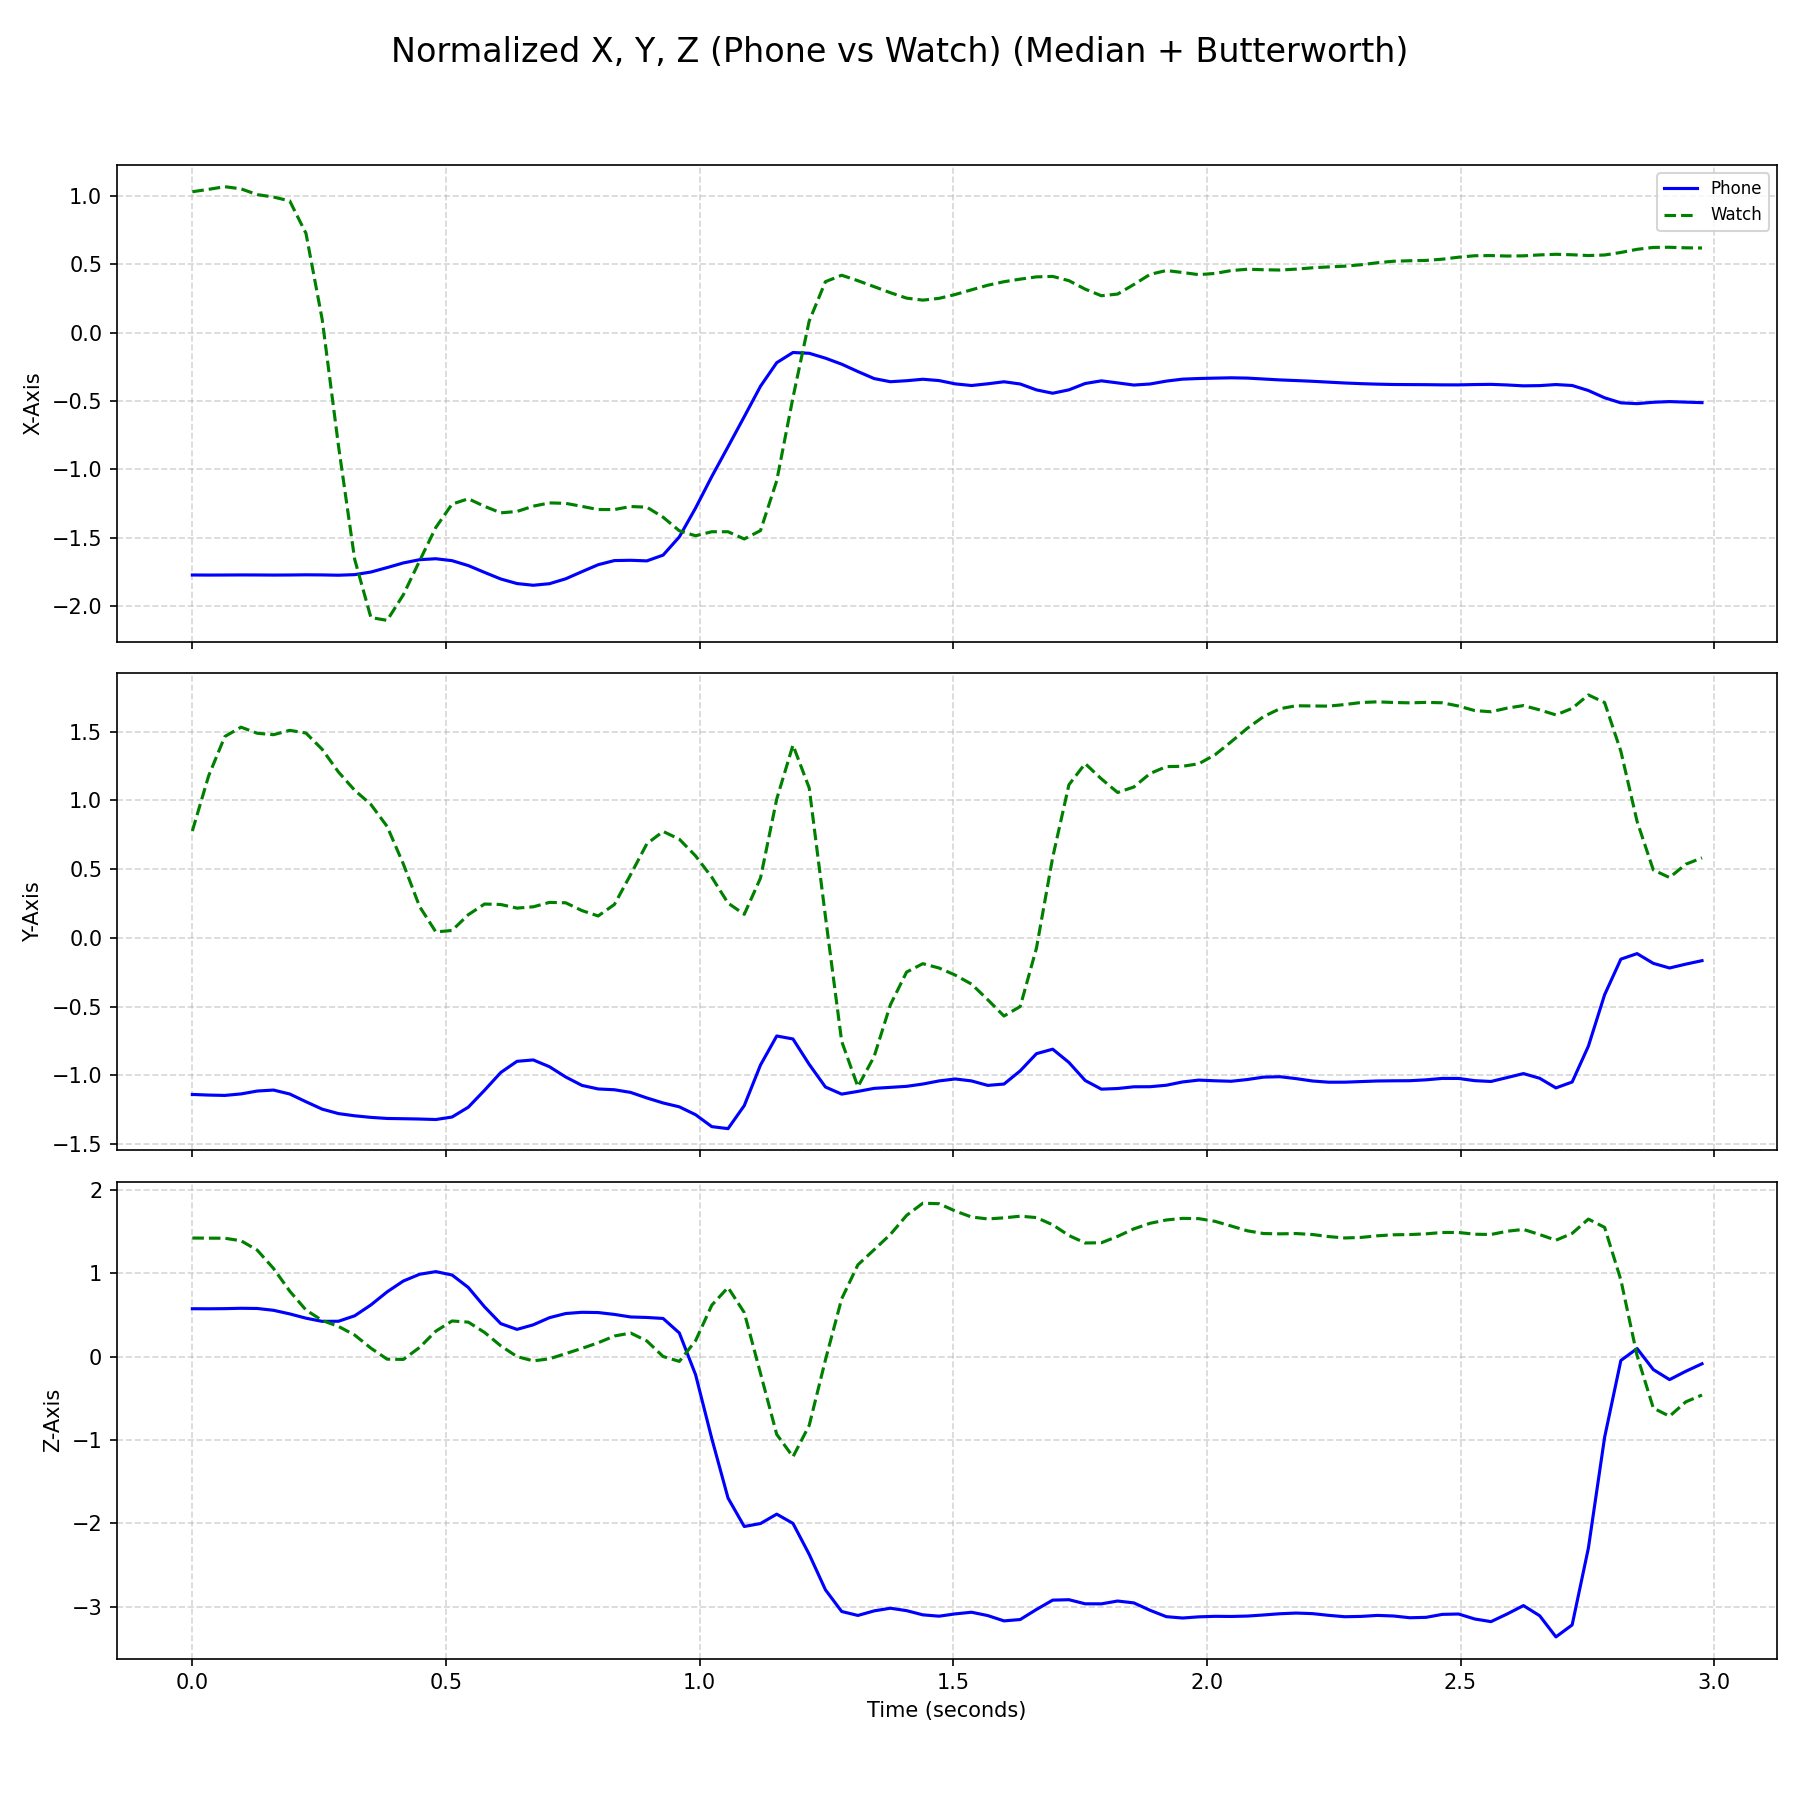 Normalized X, Y, Z (Phone vs Watch) (Median + Butterworth)
Phone
Watch
X-Axis
1.0
0.5
0.0
−0.5
−1.0
−1.5
−2.0
Y-Axis
1.5
1.0
0.5
0.0
−0.5
−1.0
−1.5
Z-Axis
2
1
0
−1
−2
−3
0.0 0.5 1.0 1.5 2.0 2.5 3.0
Time (seconds)